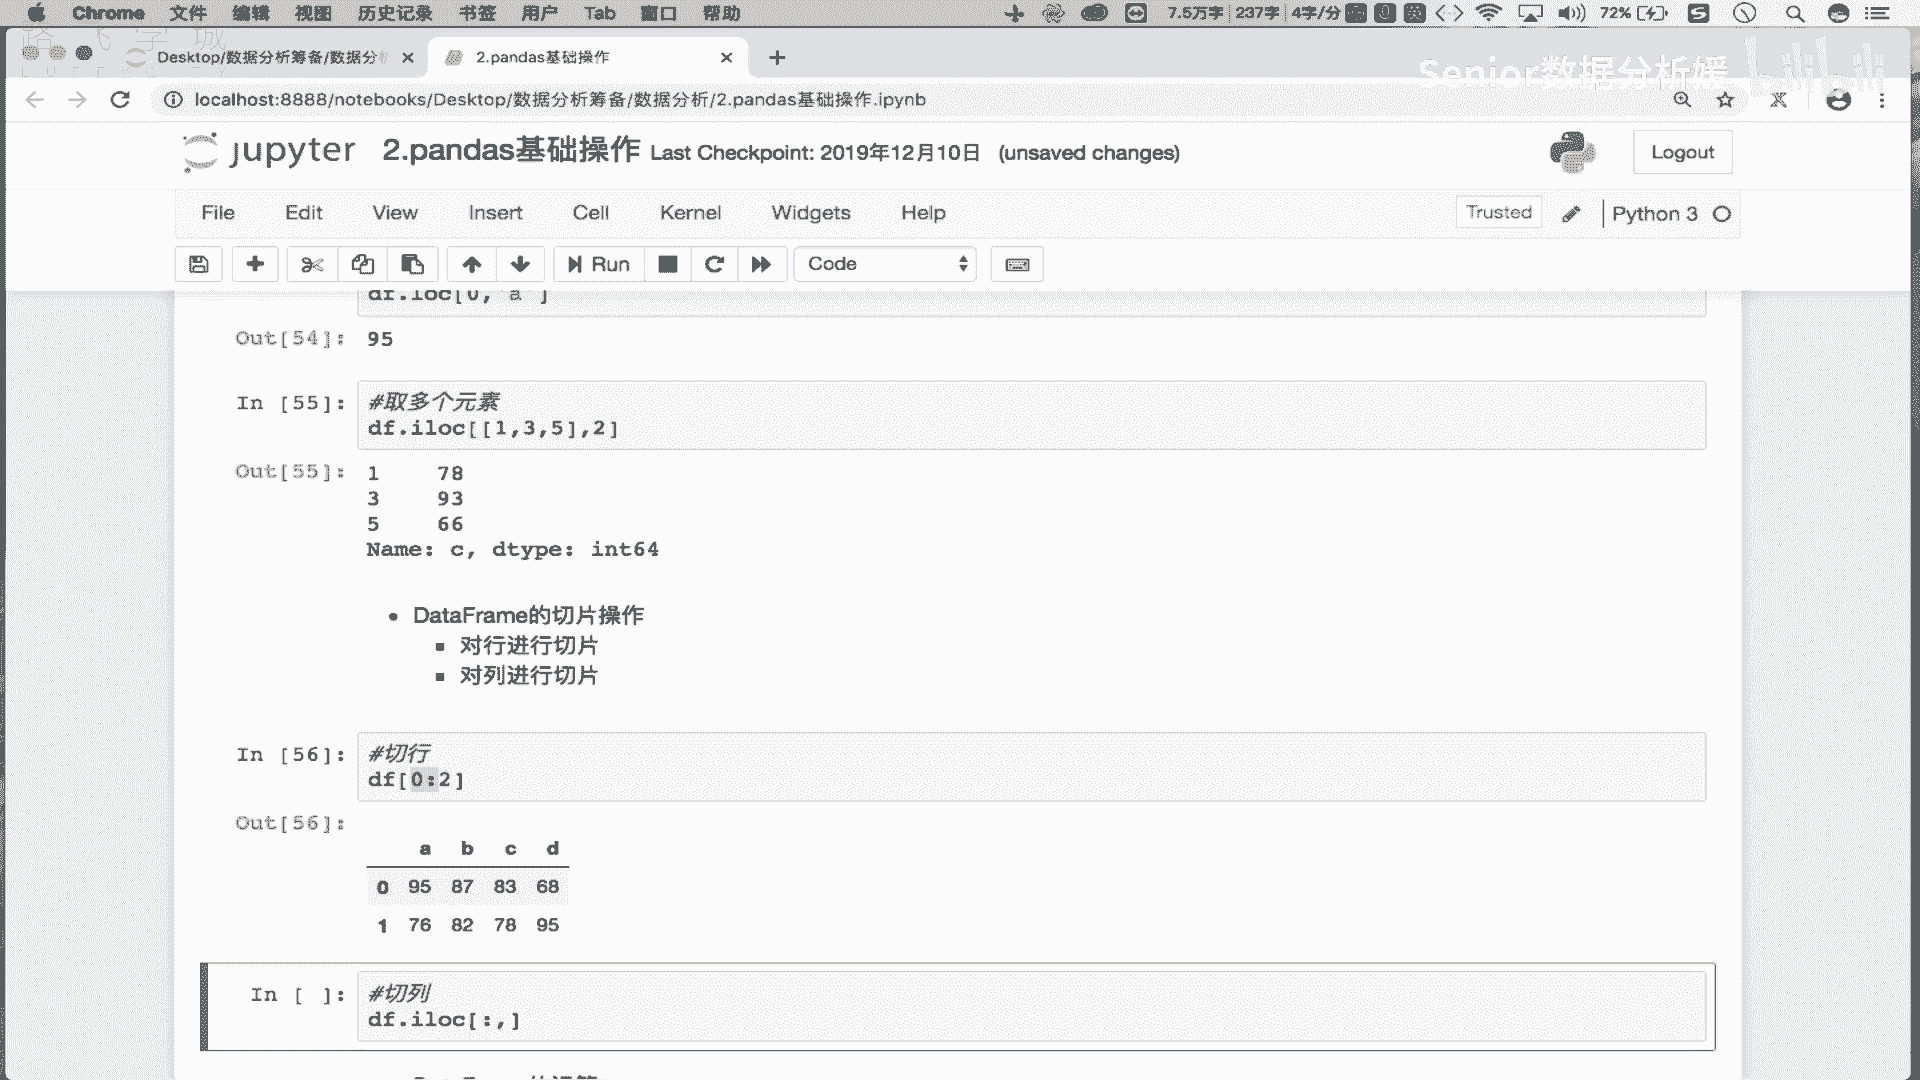 Chrome 文件 编辑 视图 历史记录 书签 用户 Tab 窗口 帮助 7.5万字 237字 4字/分 英 72%
Desktop/数据分析筹备/数据分析
2.pandas基础操作
Senior数据分析媛 bilibili
localhost:8888/notebooks/Desktop/数据分析筹备/数据分析/2.pandas基础操作.ipynb
jupyter 2.pandas基础操作 Last Checkpoint: 2019年12月10日 (unsaved changes)
Logout
File Edit View Insert Cell Kernel Widgets Help
Trusted Python 3
Run Code
df.loc[0,'a']
Out[54]: 95
In [55]: #取多个元素
df.iloc[[1,3,5],2]
Out[55]: 1 78
3 93
5 66
Name: c, dtype: int64
DataFrame的切片操作
对行进行切片
对列进行切片
In [56]: #切行
df[0:2]
Out[56]:
a b c d
0 95 87 83 68
1 76 82 78 95
In [ ]: #切列
df.iloc[:,]